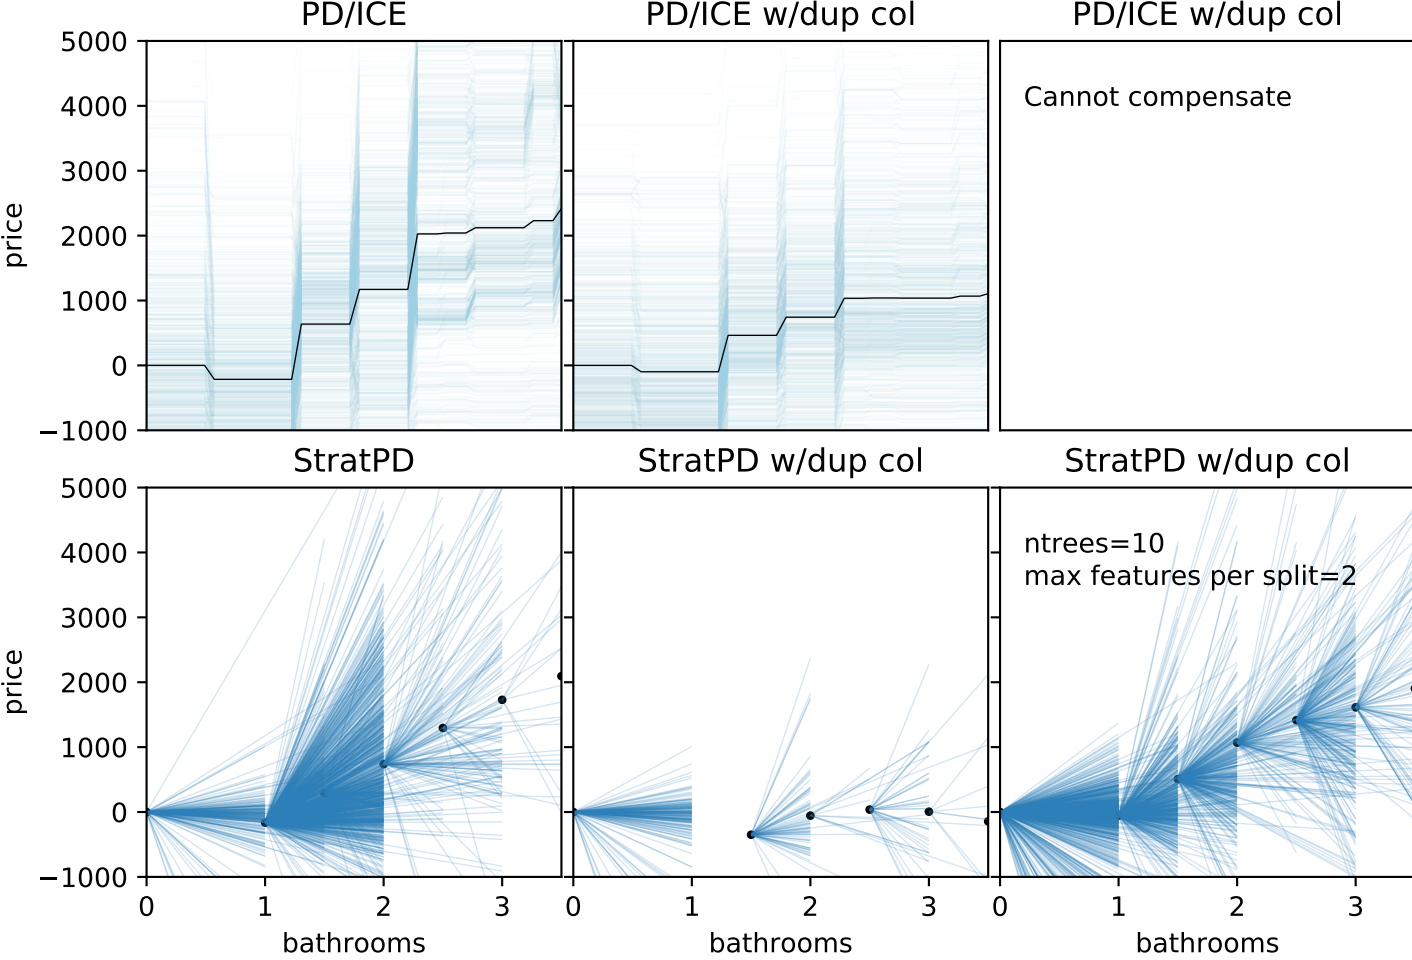 PD/ICE
PD/ICE w/dup col
PD/ICE w/dup col
5000
4000
3000
2000
1000
0
−1000
price
Cannot compensate
StratPD
StratPD w/dup col
StratPD w/dup col
5000
4000
3000
2000
1000
0
−1000
price
ntrees=10
max features per split=2
0 1 2 3
0 1 2 3
0 1 2 3
bathrooms
bathrooms
bathrooms